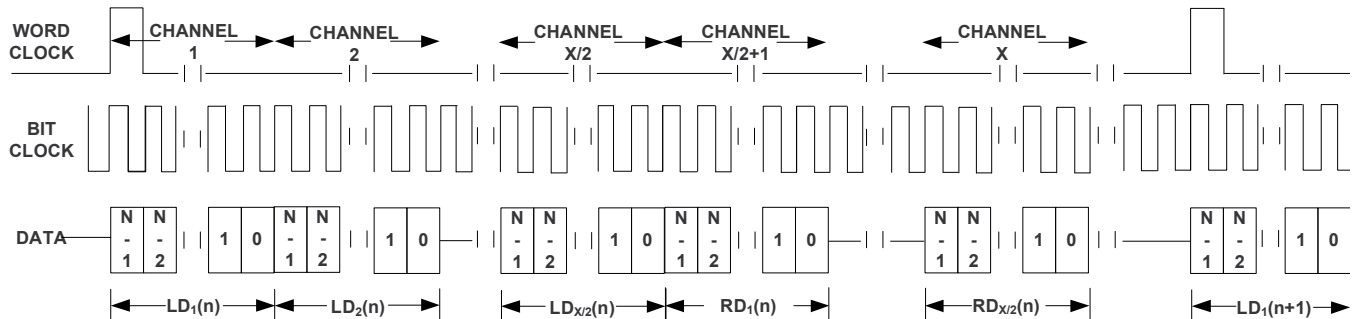 WORD CLOCK
CHANNEL 1
CHANNEL 2
CHANNEL X/2
CHANNEL X/2+1
CHANNEL X
BIT CLOCK
DATA
N-1 N-2 1 0 N-1 N-2 1 0 N-1 N-2 1 0 N-1 N-2 1 0 N-1 N-2 1 0 N-1 N-2 1 0
LD₁(n) LD₂(n) LDX/2(n) RD₁(n) RDX/2(n) LD₁(n+1)